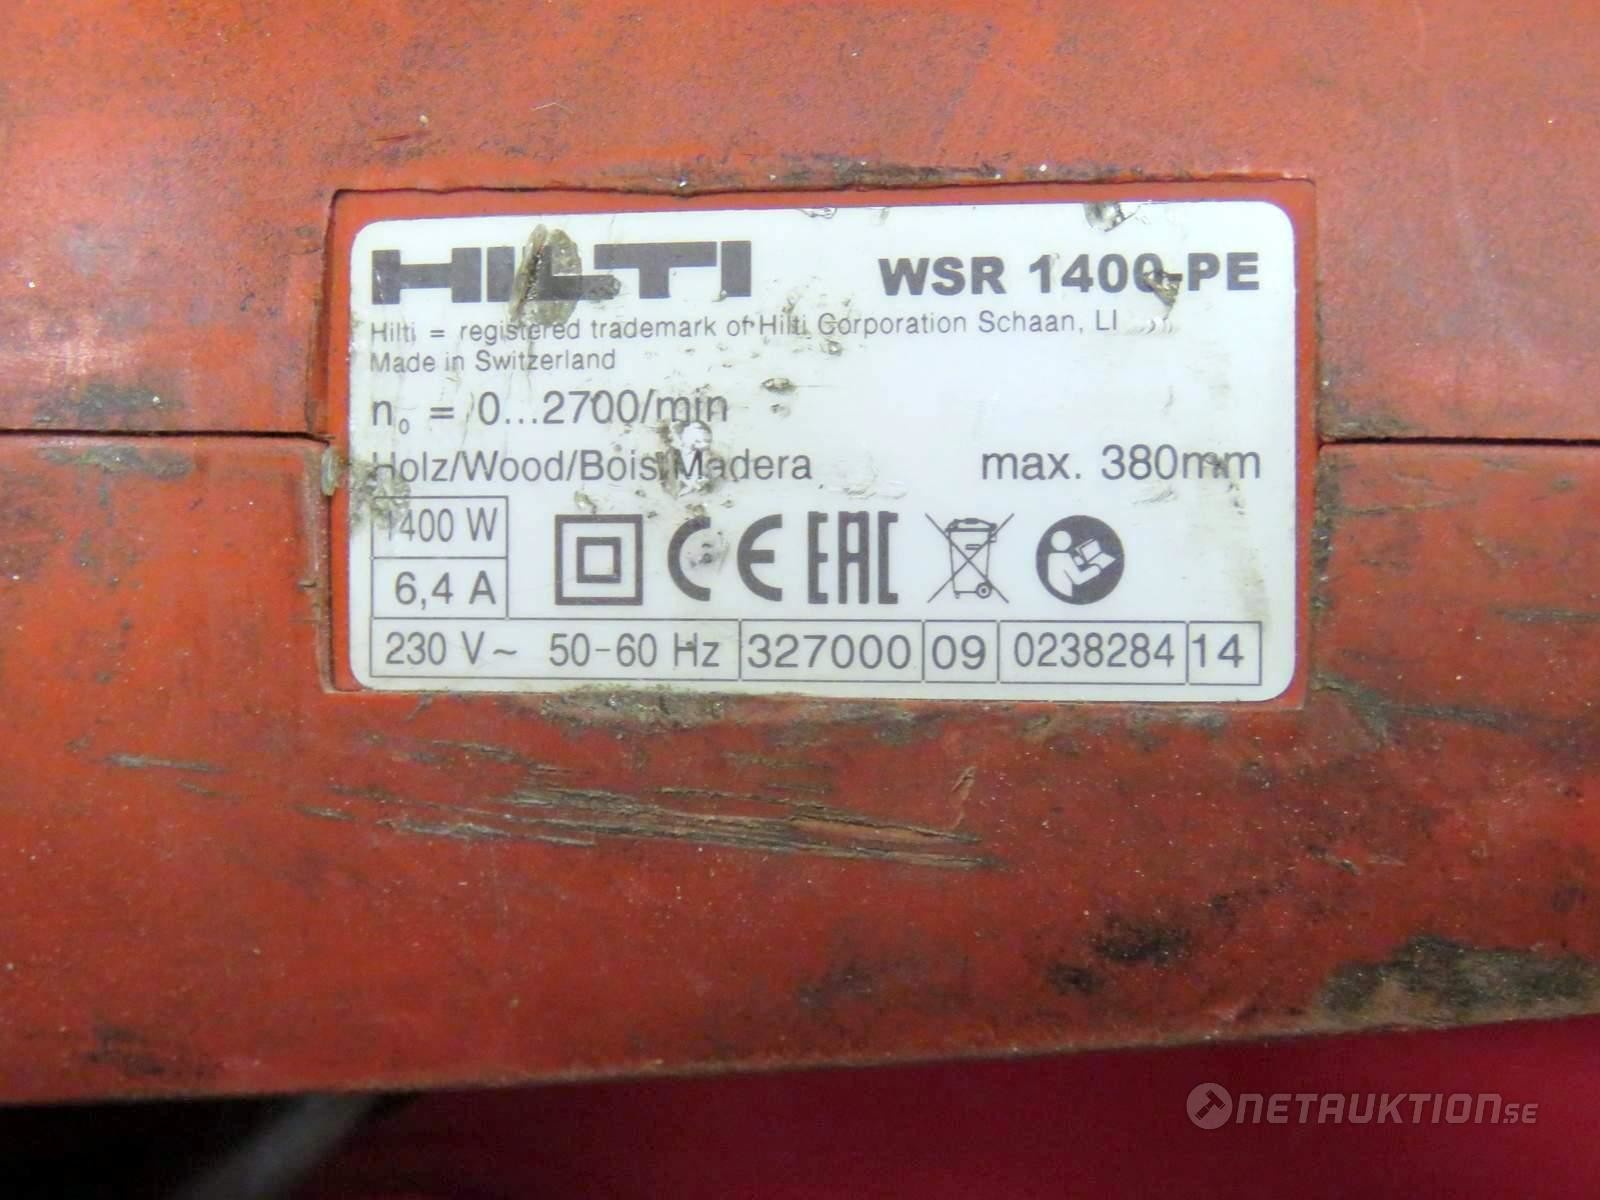 HILTI WSR 1400-PE
Hilti = registered trademark of Hilti Corporation Schaan, LI
Made in Switzerland
n₀ = 0...2700/min
Holz/Wood/Bois/Madera max. 380mm
1400 W
6,4 A CE EAC
230 V~ 50-60 Hz 327000 09 0238284 14
NETAUKTION.SE